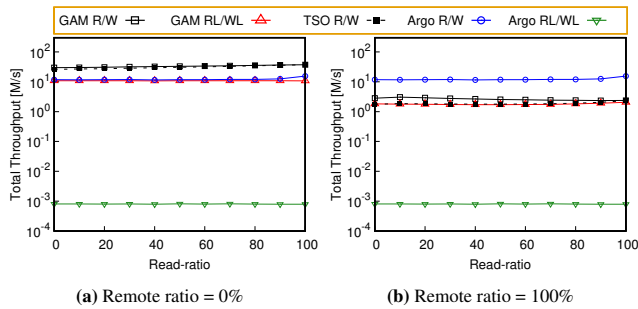 GAM R/W GAM RL/WL TSO R/W Argo R/W Argo RL/WL
Total Throughput [M/s]
10^2
10^1
10^0
10^-1
10^-2
10^-3
10^-4
0 20 40 60 80 100
Read-ratio
(a) Remote ratio = 0%
Total Throughput [M/s]
10^2
10^1
10^0
10^-1
10^-2
10^-3
10^-4
0 20 40 60 80 100
Read-ratio
(b) Remote ratio = 100%